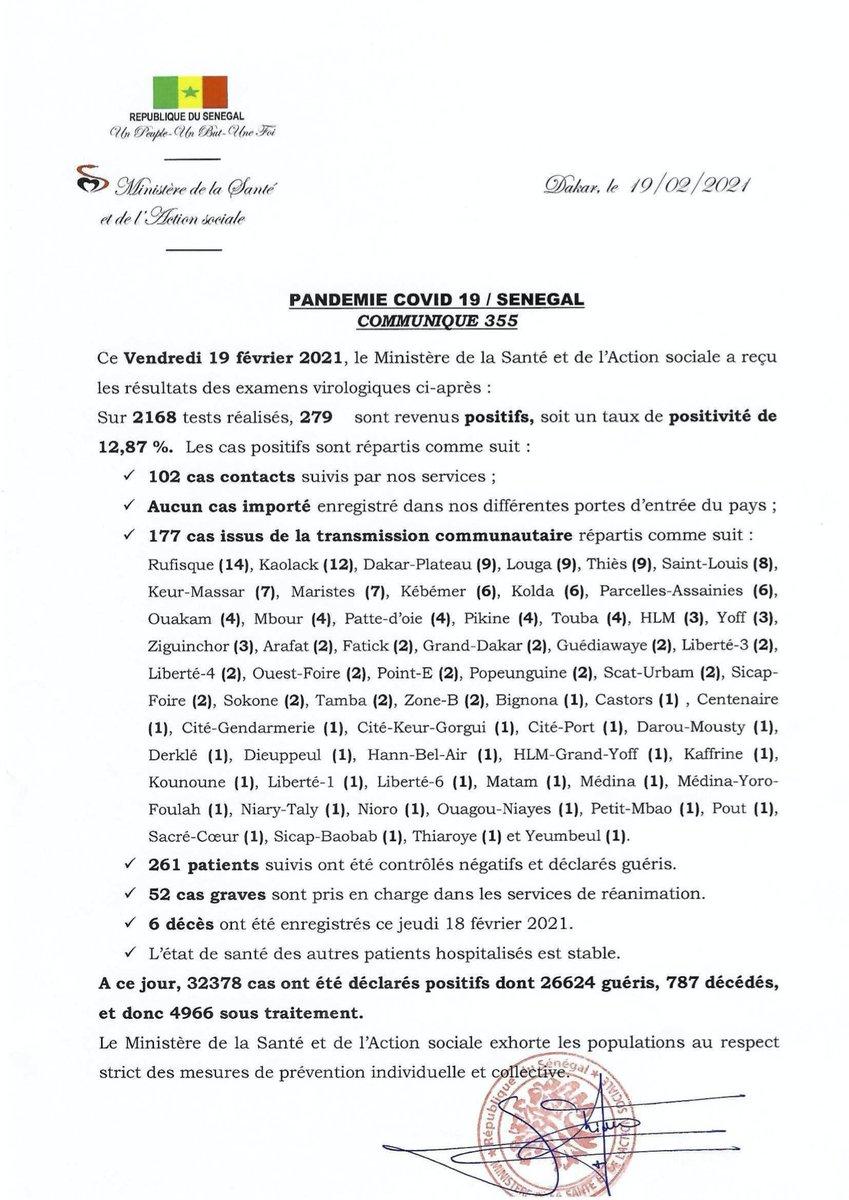 REPUBLIQUE DU SENEGAL
Un Peuple-Un But-Une Foi
Ministère de la Santé
et de l'Action sociale
Dakar, le 19/02/2021
PANDEMIE COVID 19 / SENEGAL
COMMUNIQUE 355
Ce Vendredi 19 février 2021, le Ministère de la Santé et de l'Action sociale a reçu
les résultats des examens virologiques ci-après :
Sur 2168 tests réalisés, 279 sont revenus positifs, soit un taux de positivité de
12,87 %. Les cas positifs sont répartis comme suit :
✓ 102 cas contacts suivis par nos services ;
✓ Aucun cas importé enregistré dans nos différentes portes d'entrée du pays ;
✓ 177 cas issus de la transmission communautaire répartis comme suit :
Rufisque (14), Kaolack (12), Dakar-Plateau (9), Louga (9), Thiès (9), Saint-Louis (8),
Keur-Massar (7), Maristes (7), Kébémer (6), Kolda (6), Parcelles-Assainies (6),
Ouakam (4), Mbour (4), Patte-d'oie (4), Pikine (4), Touba (4), HLM (3), Yoff (3),
Ziguinchor (3), Arafat (2), Fatick (2), Grand-Dakar (2), Guédiawaye (2), Liberté-3 (2),
Liberté-4 (2), Ouest-Foire (2), Point-E (2), Popeunguine (2), Scat-Urbam (2), Sicap-
Foire (2), Sokone (2), Tamba (2), Zone-B (2), Bignona (1), Castors (1) , Centenaire
(1), Cité-Gendarmerie (1), Cité-Keur-Gorgui (1), Cité-Port (1), Darou-Mousty (1),
Derklé (1), Dieuppeul (1), Hann-Bel-Air (1), HLM-Grand-Yoff (1), Kaffrine (1),
Kounoune (1), Liberté-1 (1), Liberté-6 (1), Matam (1), Médina (1), Médina-Yoro-
Foulah (1), Niary-Taly (1), Nioro (1), Ouagou-Niayes (1), Petit-Mbao (1), Pout (1),
Sacré-Cœur (1), Sicap-Baobab (1), Thiaroye (1) et Yeumbeul (1).
✓ 261 patients suivis ont été contrôlés négatifs et déclarés guéris.
✓ 52 cas graves sont pris en charge dans les services de réanimation.
✓ 6 décès ont été enregistrés ce jeudi 18 février 2021.
✓ L'état de santé des autres patients hospitalisés est stable.
A ce jour, 32378 cas ont été déclarés positifs dont 26624 guéris, 787 décédés,
et donc 4966 sous traitement.
Le Ministère de la Santé et de l'Action sociale exhorte les populations au respect
strict des mesures de prévention individuelle et collective.
République du Sénégal
MINISTERE DE LA SANTE ET DE L'ACTION SOCIALE